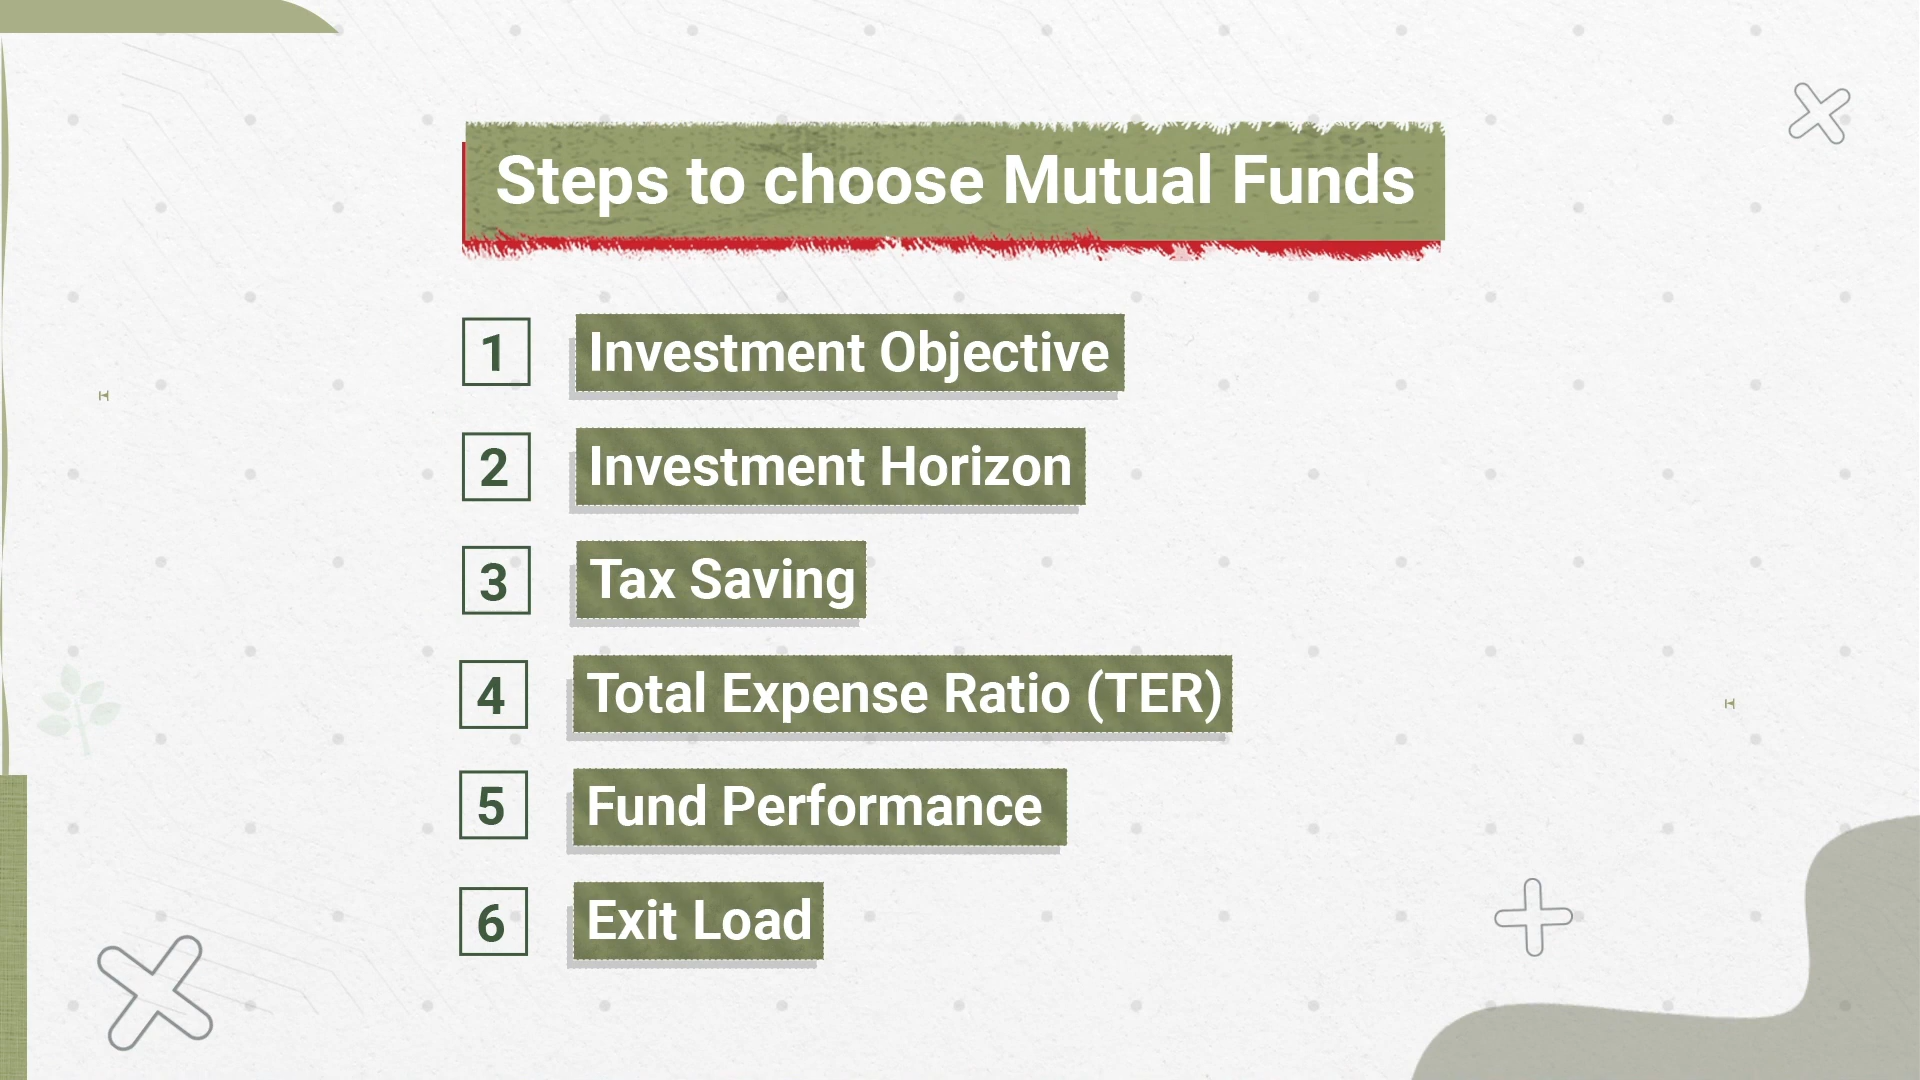 Steps to choose Mutual Funds
1 Investment Objective
2 Investment Horizon
3 Tax Saving
4 Total Expense Ratio (TER)
5 Fund Performance
6 Exit Load